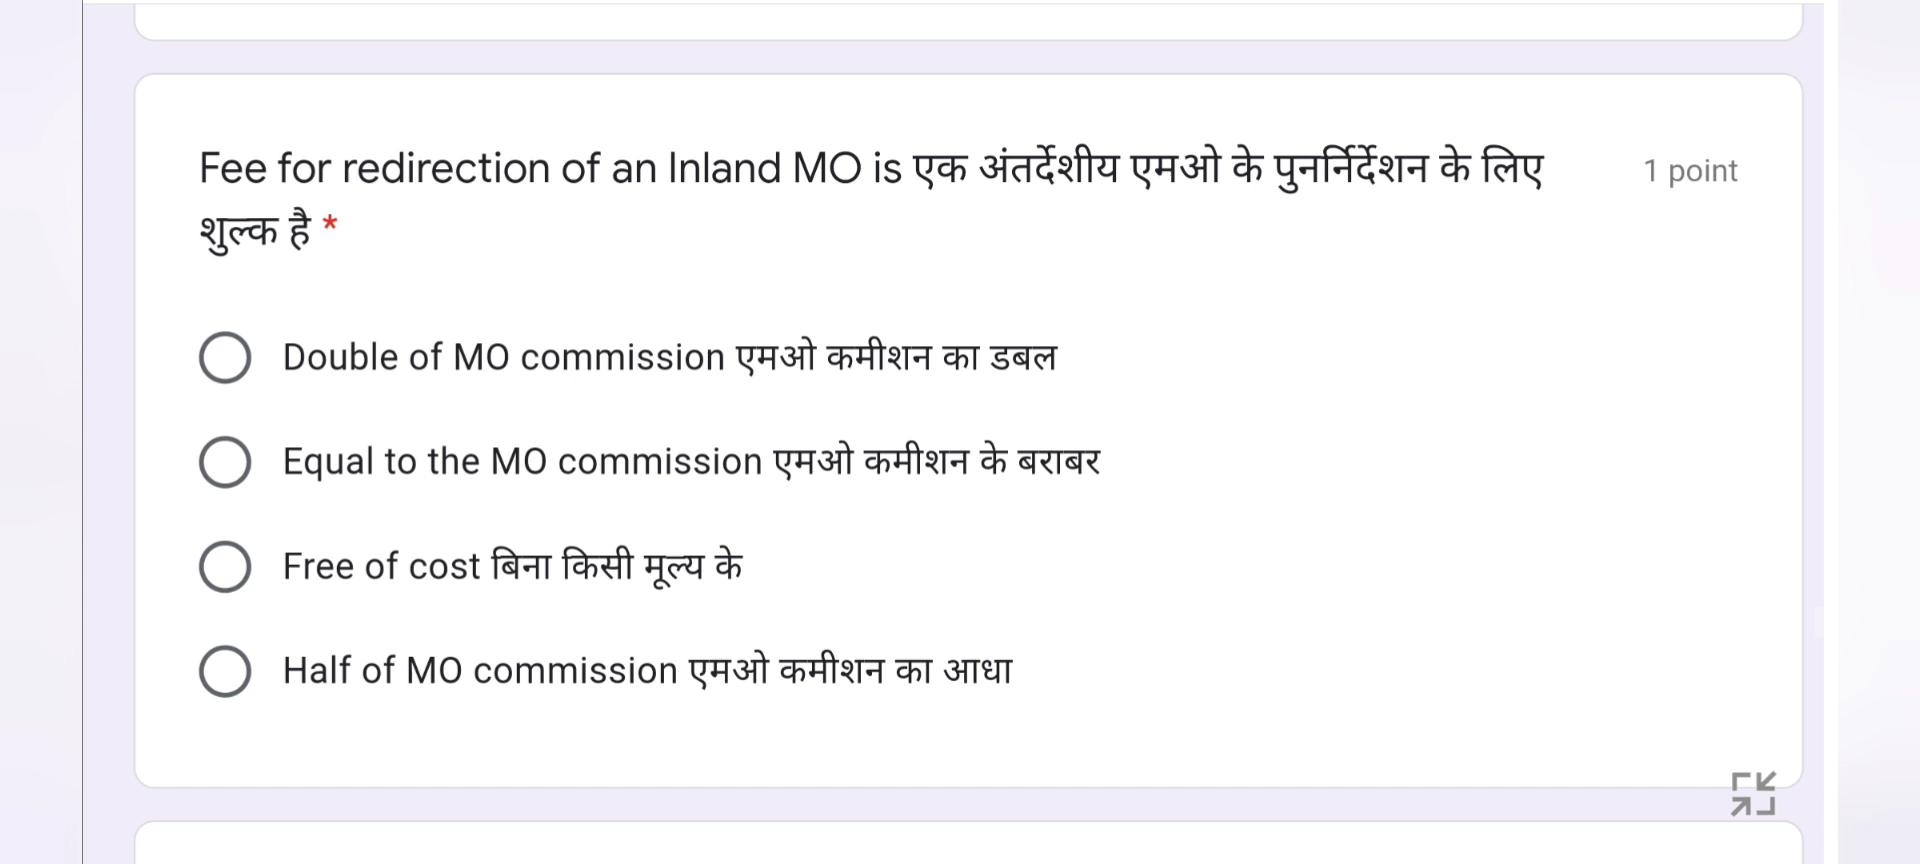 Fee for redirection of an Inland MO is एक अंतर्देशीय एमओ के पुनर्निर्देशन के लिए
शुल्क है *
1 point
Double of MO commission एमओ कमीशन का डबल
Equal to the MO commission एमओ कमीशन के बराबर
Free of cost बिना किसी मूल्य के
Half of MO commission एमओ कमीशन का आधा